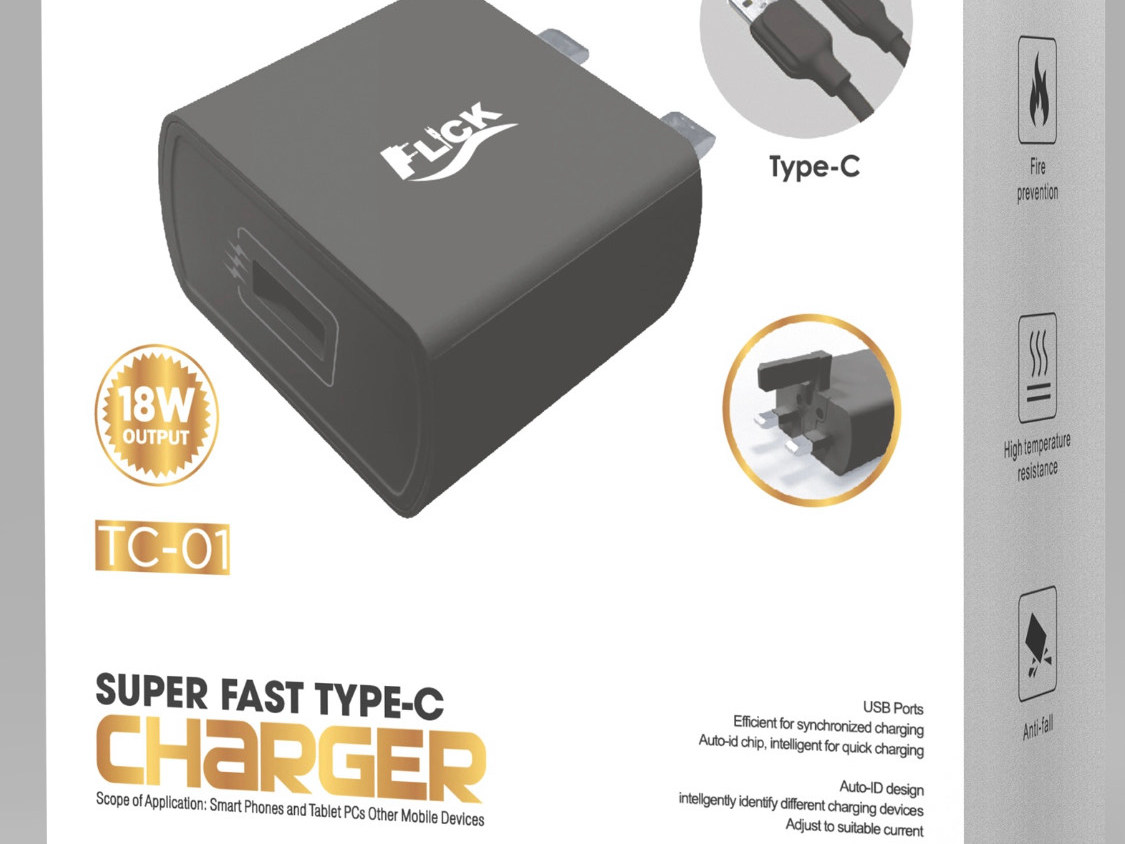 FLICK
Type-C
18W
OUTPUT
TC-01
SUPER FAST TYPE-C
CHARGER
Scope of Application: Smart Phones and Tablet PCs Other Mobile Devices
USB Ports
Efficient for synchronized charging
Auto-id chip, intelligent for quick charging
Auto-ID design
intellgently identify different charging devices
Adjust to suitable current
Fire
prevention
High temperature
resistance
Anti-fall